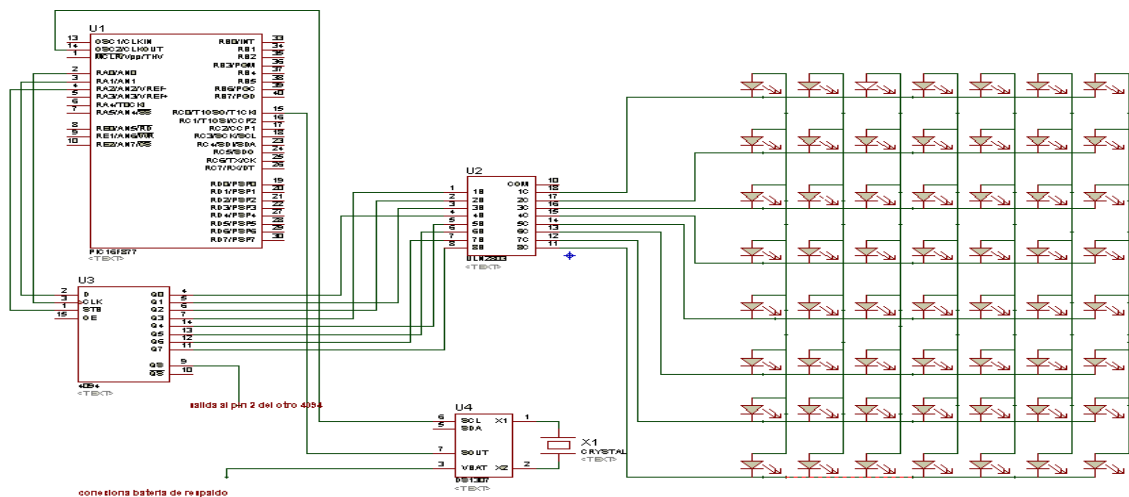 U1
13 OSC1/CLKIN RB0/INT 33
14 OSC2/CLKOUT RB1 34
1 MCLR/Vpp/THV RB2 35
RB3/PGM 36
2 RA0/AN0 RB4 37
3 RA1/AN1 RB5 38
4 RA2/AN2/VREF- RB6/PGC 39
5 RA3/AN3/VREF+ RB7/PGD 40
6 RA4/T0CKI
7 RA5/AN4/SS RC0/T1OSO/T1CKI 15
RC1/T1OSI/CCP2 16
8 RE0/AN5/RD RC2/CCP1 17
9 RE1/AN6/WR RC3/SCK/SCL 18
10 RE2/AN7/CS RC4/SDI/SDA 23
RC5/SDO 24
RC6/TX/CK 25
RC7/RX/DT 26
RD0/PSP0 19
RD1/PSP1 20
RD2/PSP2 21
RD3/PSP3 22
RD4/PSP4 27
RD5/PSP5 28
RD6/PSP6 29
RD7/PSP7 30
PIC16F877
<TEXT>
U2
COM 10
1 1B 1C 18
2 2B 2C 17
3 3B 3C 16
4 4B 4C 15
5 5B 5C 14
6 6B 6C 13
7 7B 7C 12
8 8B 8C 11
ULN2803
<TEXT>
U3
2 D Q0 4
3 CLK Q1 5
1 STB Q2 6
15 OE Q3 7
Q4 14
Q5 13
Q6 12
Q7 11
QS 9
QS 10
4094
<TEXT>
salida al pin 2 del otro 4094
U4
6 SCL X1 1
5 SDA
7 SOUT
3 VBAT X2 2
DS1307
<TEXT>
X1
CRYSTAL
<TEXT>
conexiona bateria de respaldo